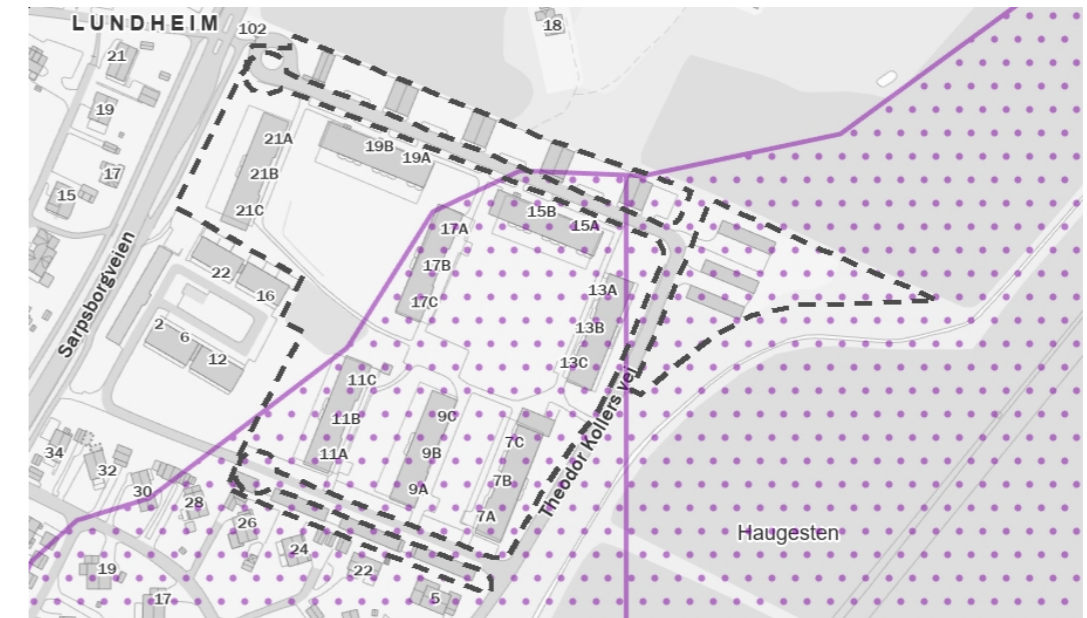 LUNDHEIM
102
18
21
19
17
15
21A
21B
21C
19B
19A
17A
17B
17C
15B
15A
13A
13B
13C
22
16
2
6
12
Sarpsborgveien
11C
11B
11A
9C
9B
9A
7C
7B
7A
Theodor Kollers vei
34
32
30
28
26
24
22
5
19
17
Haugesten